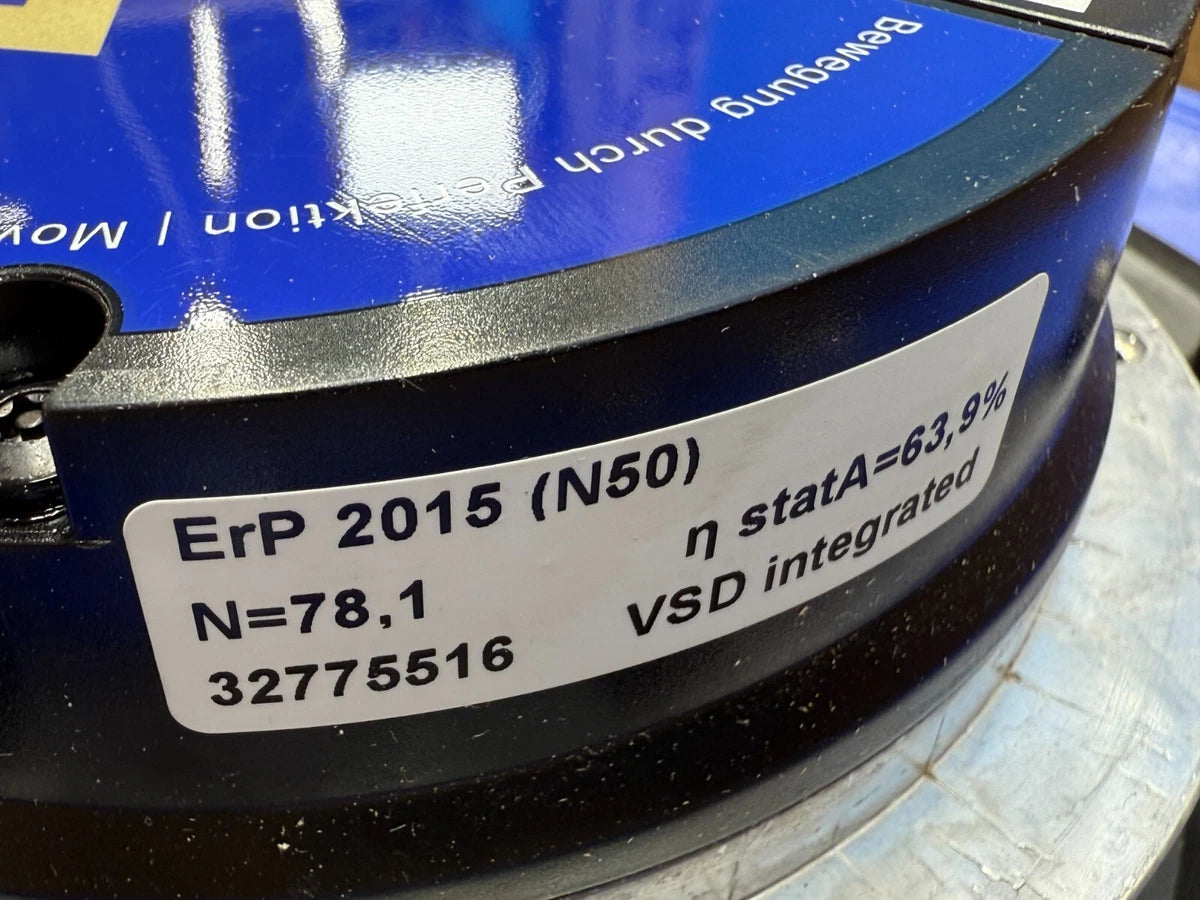 Bewegung durch Perfektion | Mov
ErP 2015 (N50)
N=78,1
32775516
η statA=63,9%
VSD integrated